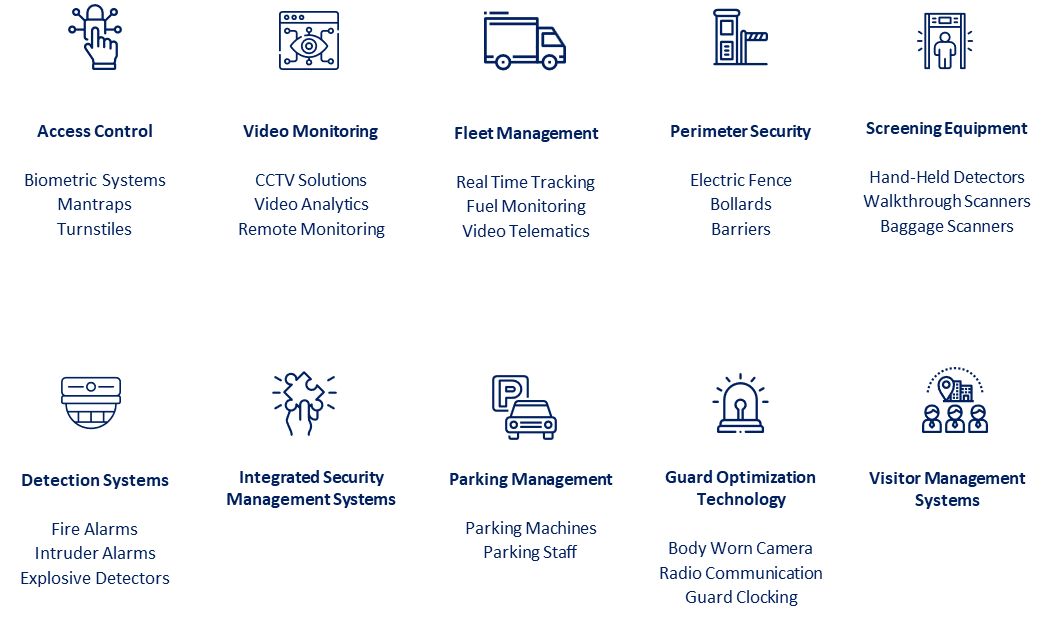 Access Control
Biometric Systems
Mantraps
Turnstiles
Video Monitoring
CCTV Solutions
Video Analytics
Remote Monitoring
Fleet Management
Real Time Tracking
Fuel Monitoring
Video Telematics
Perimeter Security
Electric Fence
Bollards
Barriers
Screening Equipment
Hand-Held Detectors
Walkthrough Scanners
Baggage Scanners
Detection Systems
Fire Alarms
Intruder Alarms
Explosive Detectors
Integrated Security
Management Systems
P
Parking Management
Parking Machines
Parking Staff
Guard Optimization
Technology
Body Worn Camera
Radio Communication
Guard Clocking
Visitor Management
Systems